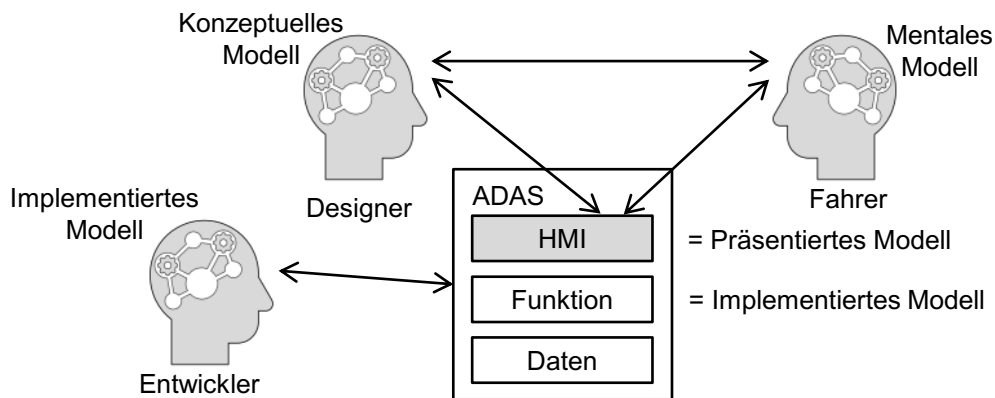 Konzeptuelles
Modell
Mentales
Modell
Designer
Fahrer
Implementiertes
Modell
Entwickler
ADAS
HMI
= Präsentiertes Modell
Funktion
= Implementiertes Modell
Daten